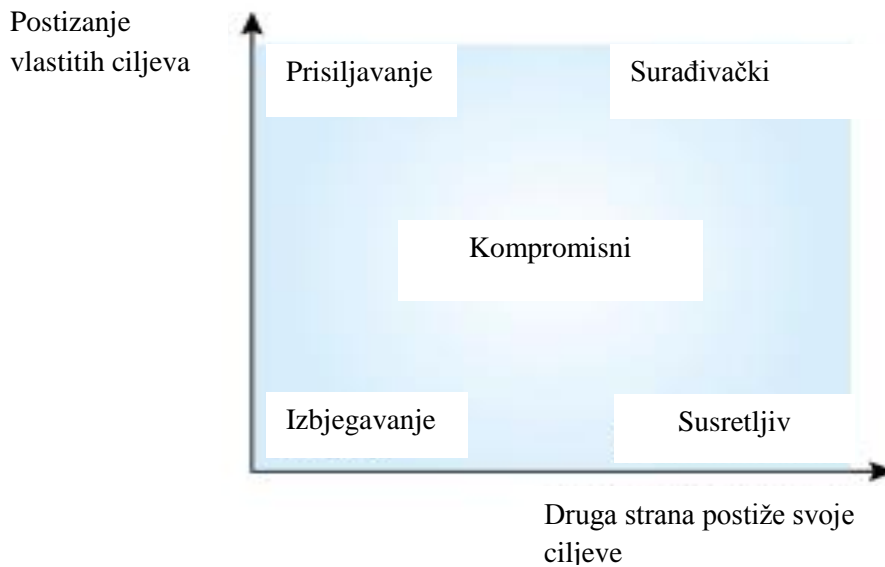 Postizanje
vlastitih ciljeva
Prisiljavanje
Surađivački
Kompromisni
Izbjegavanje
Susretljiv
Druga strana postiže svoje
ciljeve